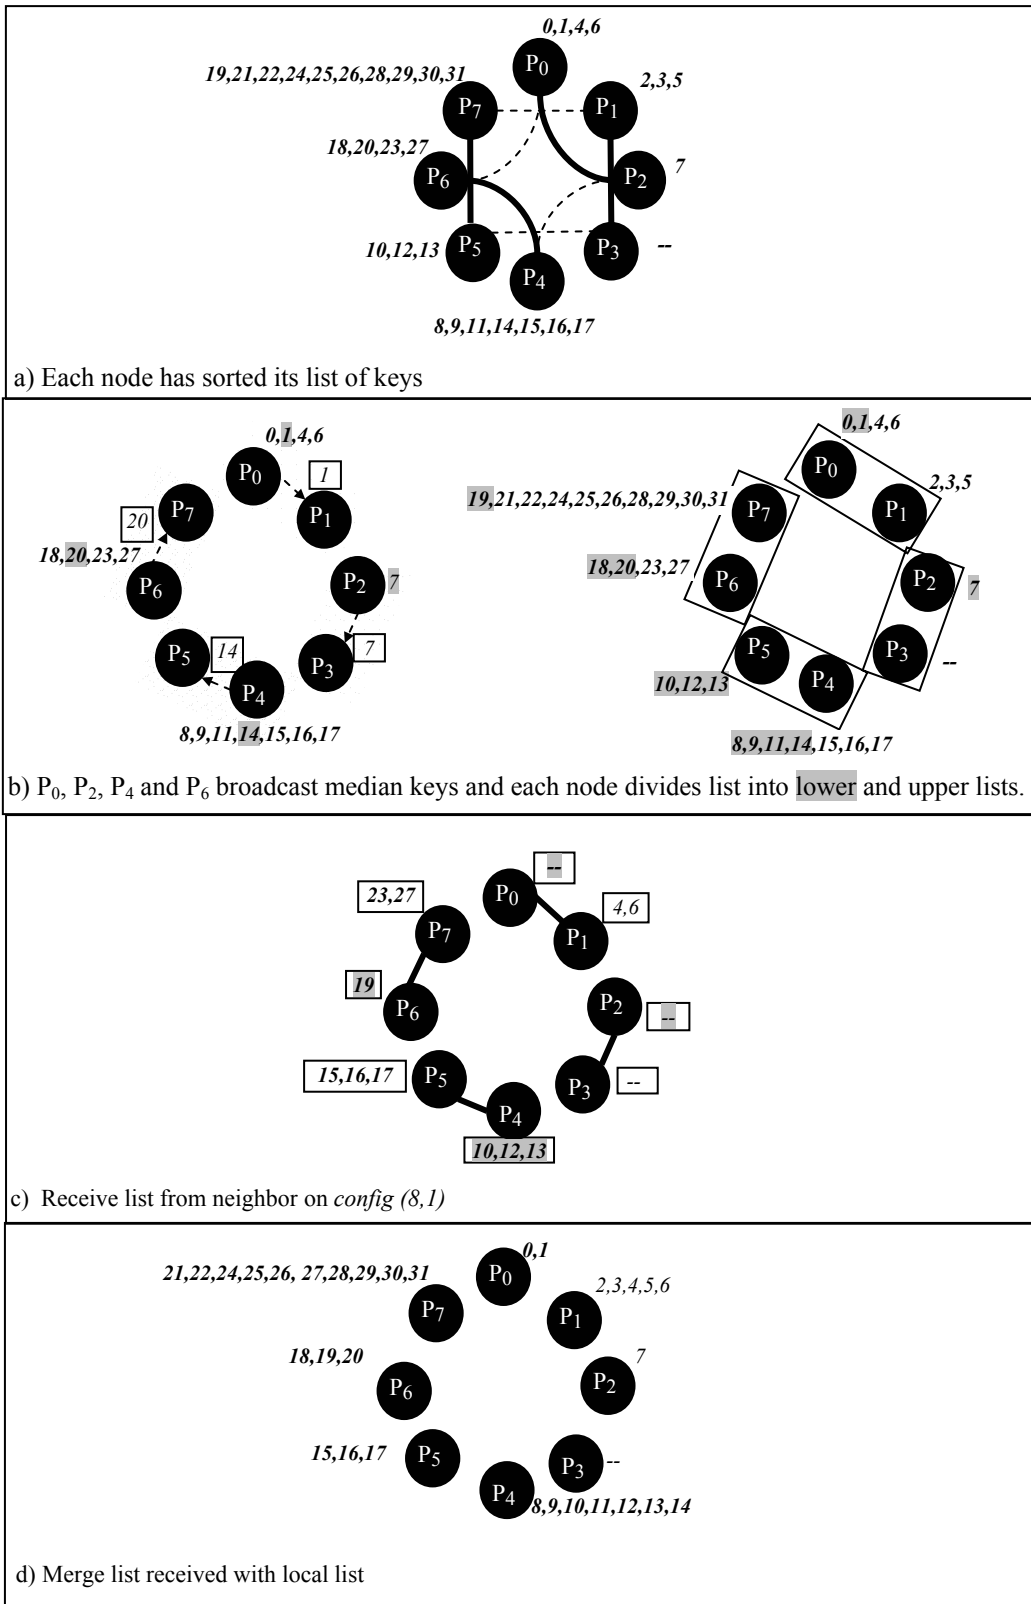 0,1,4,6
P0
19,21,22,24,25,26,28,29,30,31
P7
P1
2,3,5
18,20,23,27
P6
P2
7
10,12,13
P5
P3
--
P4
8,9,11,14,15,16,17
a) Each node has sorted its list of keys
0,1,4,6
P0
1
P7
P1
20
18,20,23,27
P6
P2
7
P5
14
P3
7
P4
8,9,11,14,15,16,17
0,1,4,6
P0
2,3,5
19,21,22,24,25,26,28,29,30,31
P7
P1
18,20,23,27
P6
P2
7
P5
P3
--
10,12,13
P4
8,9,11,14,15,16,17
b) P0, P2, P4 and P6 broadcast median keys and each node divides list into lower and upper lists.
--
23,27
P0
4,6
P7
P1
19
P6
P2
--
15,16,17
P5
P3
--
P4
10,12,13
c) Receive list from neighbor on config (8,1)
0,1
21,22,24,25,26, 27,28,29,30,31
P0
2,3,4,5,6
P7
P1
18,19,20
7
P6
P2
15,16,17
P5
P3
--
P4
8,9,10,11,12,13,14
d) Merge list received with local list